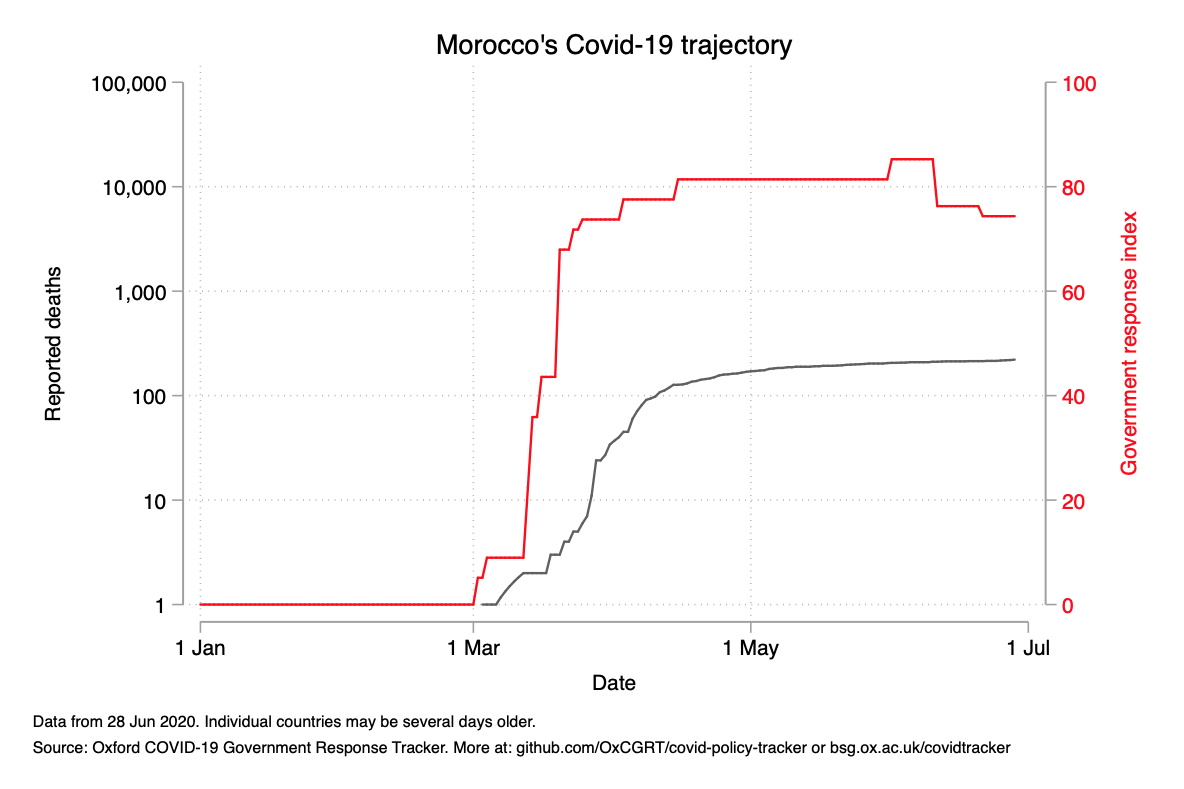 Morocco's Covid-19 trajectory
100,000
10,000
1,000
100
10
1
Reported deaths
100
80
60
40
20
0
Government response index
1 Jan
1 Mar
1 May
1 Jul
Date
Data from 28 Jun 2020. Individual countries may be several days older.
Source: Oxford COVID-19 Government Response Tracker. More at: github.com/OxCGRT/covid-policy-tracker or bsg.ox.ac.uk/covidtracker